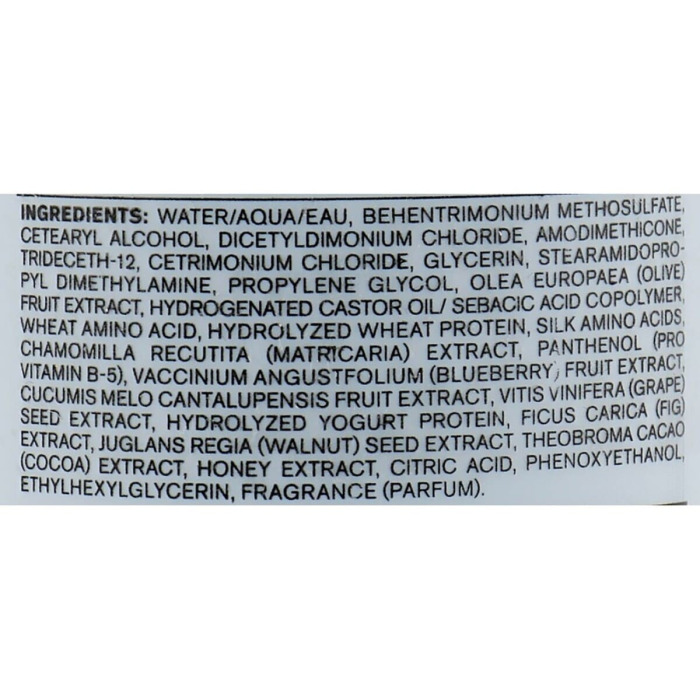 INGREDIENTS: WATER/AQUA/EAU, BEHENTRIMONIUM METHOSULFATE,
CETEARYL ALCOHOL, DICETYLDIMONIUM CHLORIDE, AMODIMETHICONE,
TRIDECETH-12, CETRIMONIUM CHLORIDE, GLYCERIN, STEARAMIDOPRO-
PYL DIMETHYLAMINE, PROPYLENE GLYCOL, OLEA EUROPAEA (OLIVE)
FRUIT EXTRACT, HYDROGENATED CASTOR OIL/ SEBACIC ACID COPOLYMER,
WHEAT AMINO ACID, HYDROLYZED WHEAT PROTEIN, SILK AMINO ACIDS,
CHAMOMILLA RECUTITA (MATRICARIA) EXTRACT, PANTHENOL (PRO
VITAMIN B-5), VACCINIUM ANGUSTFOLIUM (BLUEBERRY) FRUIT EXTRACT,
CUCUMIS MELO CANTALUPENSIS FRUIT EXTRACT, VITIS VINIFERA (GRAPE)
SEED EXTRACT, HYDROLYZED YOGURT PROTEIN, FICUS CARICA (FIG)
EXTRACT, JUGLANS REGIA (WALNUT) SEED EXTRACT, THEOBROMA CACAO
(COCOA) EXTRACT, HONEY EXTRACT, CITRIC ACID, PHENOXYETHANOL,
ETHYLHEXYLGLYCERIN, FRAGRANCE (PARFUM).